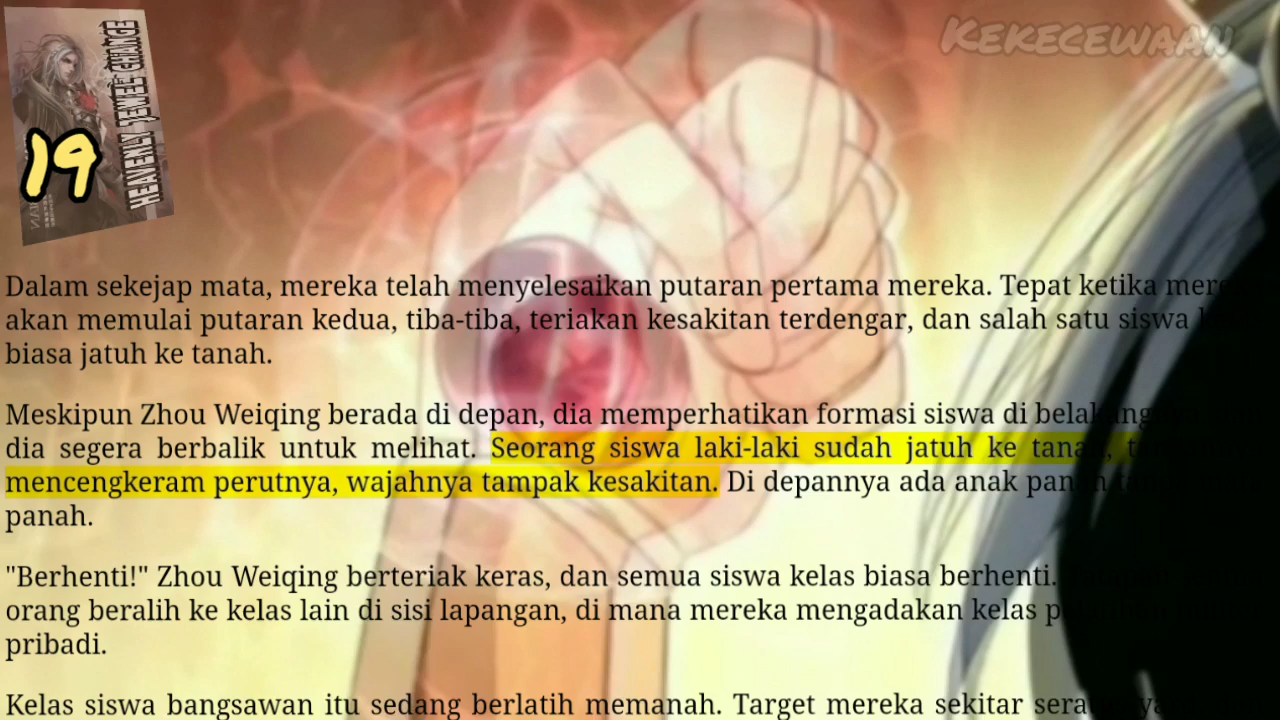 Kekecewaan
HEAVENLY JEWEL CHANGE
19
Dalam sekejap mata, mereka telah menyelesaikan putaran pertama mereka. Tepat ketika
akan memulai putaran kedua, tiba-tiba, teriakan kesakitan terdengar, dan salah satu siswa
biasa jatuh ke tanah.
Meskipun Zhou Weiqing berada di depan, dia memperhatikan formasi siswa di
dia segera berbalik untuk melihat. Seorang siswa laki-laki sudah jatuh ke tanah,
mencengkeram perutnya, wajahnya tampak kesakitan. Di depannya ada anak panah
panah.
"Berhenti!" Zhou Weiqing berteriak keras, dan semua siswa kelas biasa berhenti.
orang beralih ke kelas lain di sisi lapangan, di mana mereka mengadakan kelas
pribadi.
Kelas siswa bangsawan itu sedang berlatih memanah. Target mereka sekitar